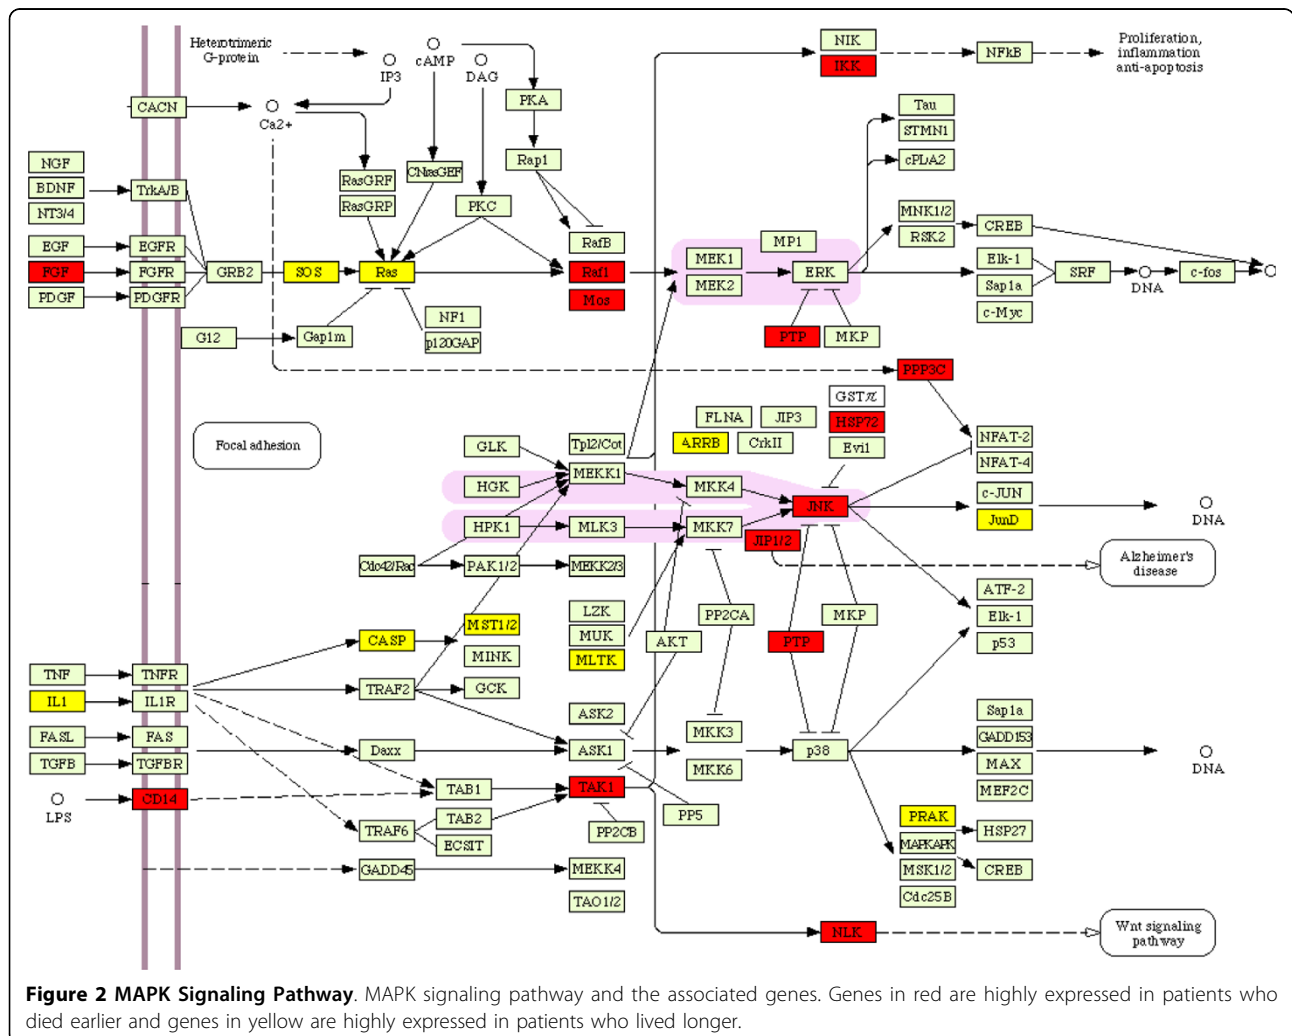 Heterotrimeric
G-protein
IP3
cAMP
DAG
NIK
IKK
NFkB
Proliferation,
inflammation
anti-apoptosis
CACN
Ca2+
PKA
Tau
STMN1
NGF
BDNF
NT3/4
TrkA/B
RasGRF
RasGRP
CNrasGEF
PKC
Rap1
cPLA2
MNK1/2
RSK2
CREB
EGF
EGFR
FGF
FGFR
PDGF
PDGFR
GRB2
SOS
Ras
RafB
Raf1
Mos
MEK1
MEK2
MP1
ERK
Elk-1
Sap1a
c-Myc
SRF
DNA
c-fos
G12
Gap1m
NF1
p120GAP
PTP
MKP
PPP3C
GSTπ
HSP72
Evi1
Focal adhesion
FLNA
JIP3
ARRB
CrkII
GLK
Tpl2/Cot
MEKK1
HGK
MKK4
JNK
NFAT-2
NFAT-4
c-JUN
JunD
DNA
HPK1
MLK3
MKK7
JIP1/2
Cdc42/Rac
PAK1/2
MEKK2/3
Alzheimer's
disease
LZK
MUK
MLTK
PP2CA
AKT
PTP
MKP
ATF-2
Elk-1
p53
CASP
MST1/2
MINK
TNF
TNFR
IL1
IL1R
TRAF2
GCK
FASL
FAS
Daxx
ASK2
ASK1
MKK3
MKK6
p38
Sap1a
GADD153
MAX
MEF2C
DNA
TGFB
TGFBR
LPS
CD14
TAB1
TAK1
TRAF6
TAB2
ECSIT
PP2CB
PP5
PRAK
MAPKAPK
MSK1/2
Cdc25B
HSP27
CREB
GADD45
MEKK4
TAO1/2
NLK
Wnt signaling
pathway
Figure 2 MAPK Signaling Pathway. MAPK signaling pathway and the associated genes. Genes in red are highly expressed in patients who
died earlier and genes in yellow are highly expressed in patients who lived longer.